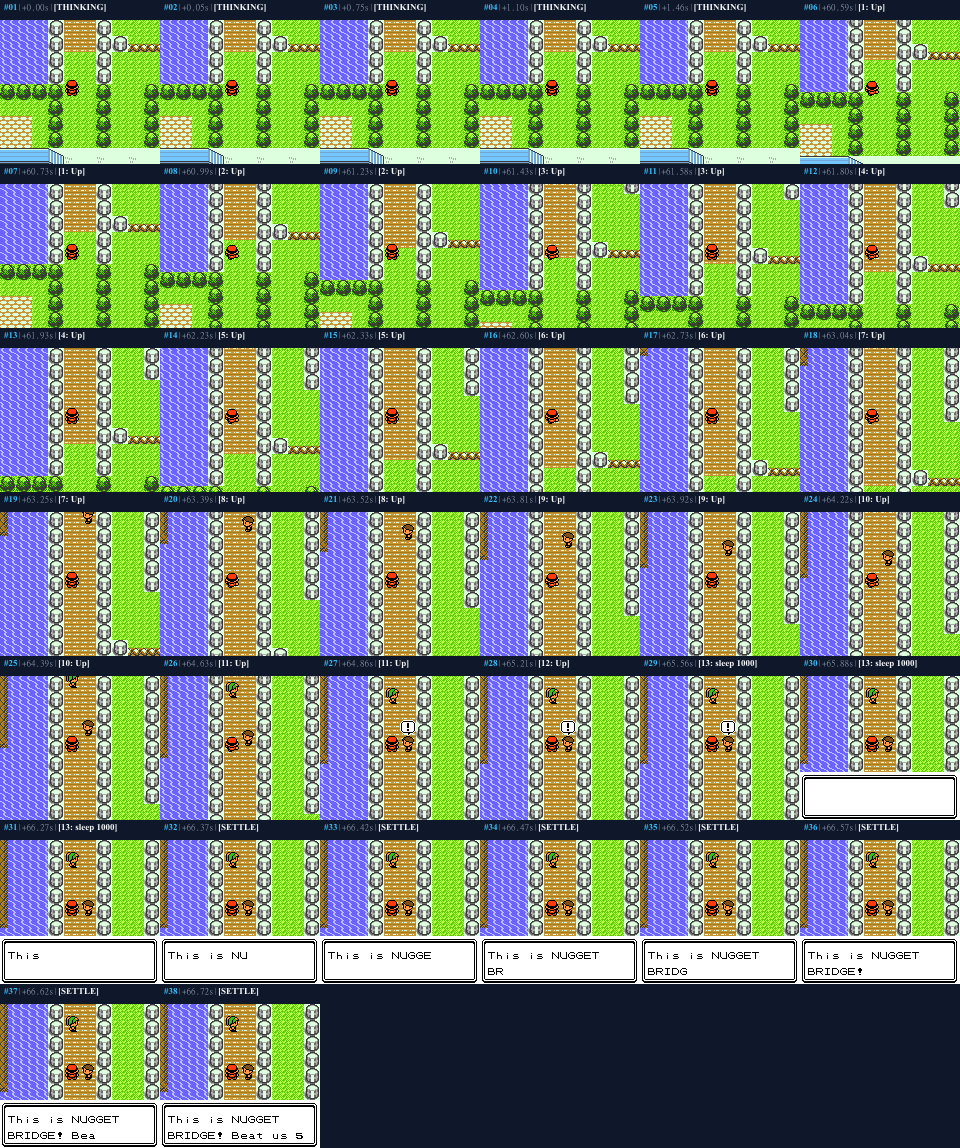 #01|+0.00s|[THINKING]
#02|+0.05s|[THINKING]
#03|+0.75s|[THINKING]
#04|+1.10s|[THINKING]
#05|+1.46s|[THINKING]
#06|+60.59s|[1: Up]
#07|+60.73s|[1: Up]
#08|+60.99s|[2: Up]
#09|+61.23s|[2: Up]
#10|+61.43s|[3: Up]
#11|+61.58s|[3: Up]
#12|+61.80s|[4: Up]
#13|+61.93s|[4: Up]
#14|+62.23s|[5: Up]
#15|+62.33s|[5: Up]
#16|+62.60s|[6: Up]
#17|+62.73s|[6: Up]
#18|+63.04s|[7: Up]
#19|+63.25s|[7: Up]
#20|+63.39s|[8: Up]
#21|+63.52s|[8: Up]
#22|+63.81s|[9: Up]
#23|+63.92s|[9: Up]
#24|+64.22s|[10: Up]
#25|+64.39s|[10: Up]
#26|+64.63s|[11: Up]
#27|+64.86s|[11: Up]
#28|+65.21s|[12: Up]
#29|+65.56s|[13: sleep 1000]
#30|+65.88s|[13: sleep 1000]
!
!
!
#31|+66.27s|[13: sleep 1000]
#32|+66.37s|[SETTLE]
#33|+66.42s|[SETTLE]
#34|+66.47s|[SETTLE]
#35|+66.52s|[SETTLE]
#36|+66.57s|[SETTLE]
This
This is NU
This is NUGGE
This is NUGGET
BR
This is NUGGET
BRIDG
This is NUGGET
BRIDGE!
#37|+66.62s|[SETTLE]
#38|+66.72s|[SETTLE]
This is NUGGET
BRIDGE! Bea
This is NUGGET
BRIDGE! Beat us 5